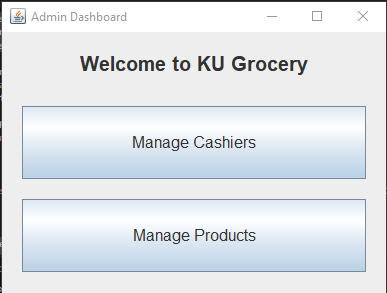 Admin Dashboard
Welcome to KU Grocery
Manage Cashiers
Manage Products